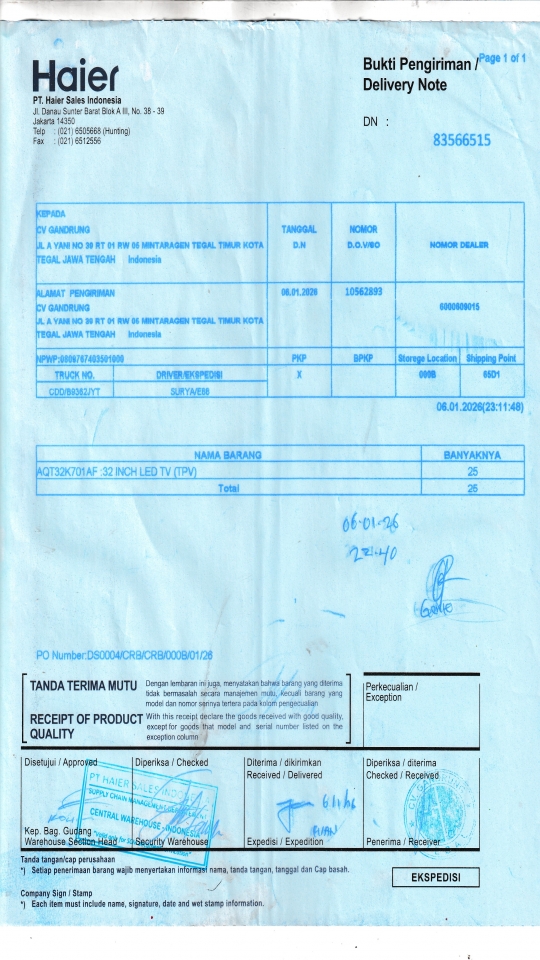 Haier
PT. Haier Sales Indonesia
Jl. Danau Sunter Barat Blok A III, No. 38 - 39
Jakarta 14350
Telp : (021) 6505668 (Hunting)
Fax : (021) 6512556
Bukti Pengiriman /
Delivery Note
Page 1 of 1
DN :
83566515
KEPADA
CV GANDRUNG
JL A YANI NO 39 RT 01 RW 06 MINTARAGEN TEGAL TIMUR KOTA
TEGAL JAWA TENGAH Indonesia
TANGGAL
D.N
NOMOR
D.O.V/SO
NOMOR DEALER
ALAMAT PENGIRIMAN
CV GANDRUNG
JL A YANI NO 39 RT 01 RW 06 MINTARAGEN TEGAL TIMUR KOTA
TEGAL JAWA TENGAH Indonesia
06.01.2026
10562893
NPWP:
PKP
BPKP
Storege Location
Shipping Point
TRUCK NO.
DRIVER/EKSPEDISI
X
000B
65D1
CDD/B9362JYT
06.01.2026(23:11:48)
NAMA BARANG
BANYAKNYA
AQT32K701AF :32 INCH LED TV (TPV)
25
Total
25
06-01-26
PO Number:DS0004/CRB/CRB/000B/01/26
TANDA TERIMA MUTU
Dengan lembaran ini juga, menyatakan bahwa barang yang diterima
tidak bermasalah secara manajemen mutu, kecuali barang yang
model dan nomor serinya tertera pada kolom pengecualian
RECEIPT OF PRODUCT
QUALITY
With this receipt declare the goods received with good quality,
except for goods that model and serial number listed on the
exception column
Perkecualian /
Exception
Disetujui / Approved
Diperiksa / Checked
Diterima / dikirimkan
Received / Delivered
Diperiksa / diterima
Checked / Received
PT HAIER SALES INDONESIA
SUPPLY CHAIN MANAGEMENT DEPARTMENT
CENTRAL WAREHOUSE - INDONESIA
6/1/26
Kep. Bag. Gudang
Warehouse Section Head
Security Warehouse
Expedisi / Expedition
Penerima / Receiver
Tanda tangan/cap perusahaan
*) Setiap penerimaan barang wajib menyertakan informasi nama, tanda tangan, tanggal dan Cap basah.
EKSPEDISI
Company Sign / Stamp
*) Each item must include name, signature, date and wet stamp information.